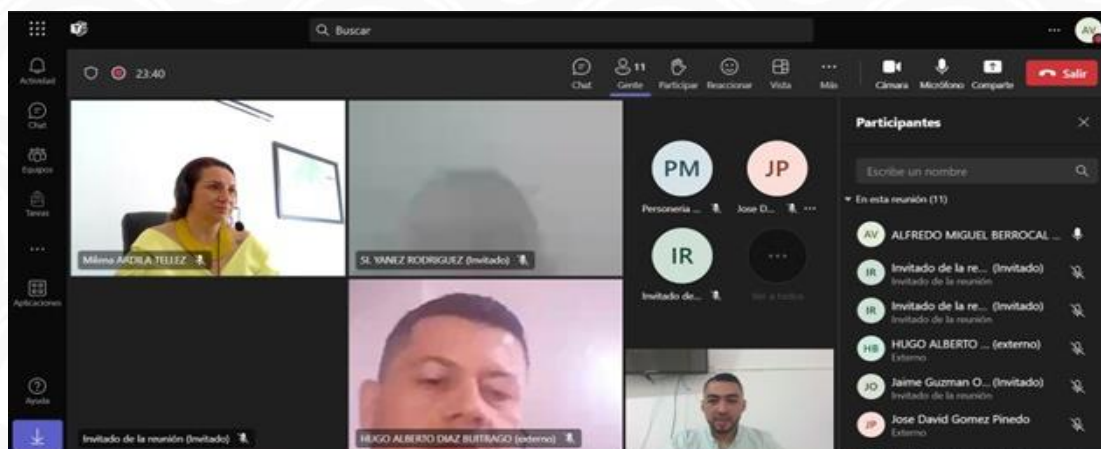 Buscar
AV
Actividad
Chat
Equipos
Tareas
Aplicaciones
Ayuda
23:40
Chat
11
Gente
Participar
Reaccionar
Vista
Más
Cámara
Micrófono
Comparte
Salir
Milena ARDILA TELLEZ
SI. YANEZ RODRIGUEZ (Invitado)
Invitado de la reunión (Invitado)
HUGO ALBERTO DIAZ BUITRAGO (externo)
PM
Personeria ...
JP
Jose D...
IR
Invitado de...
Ver a todos
Participantes
Escribe un nombre
En esta reunión (11)
AV ALFREDO MIGUEL BERROCAL ...
IR Invitado de la re... (Invitado)
Invitado de la reunión
IR Invitado de la re... (Invitado)
Invitado de la reunión
HB HUGO ALBERTO ... (externo)
Externo
JO Jaime Guzman O... (Invitado)
Invitado de la reunión
JP Jose David Gomez Pinedo
Externo